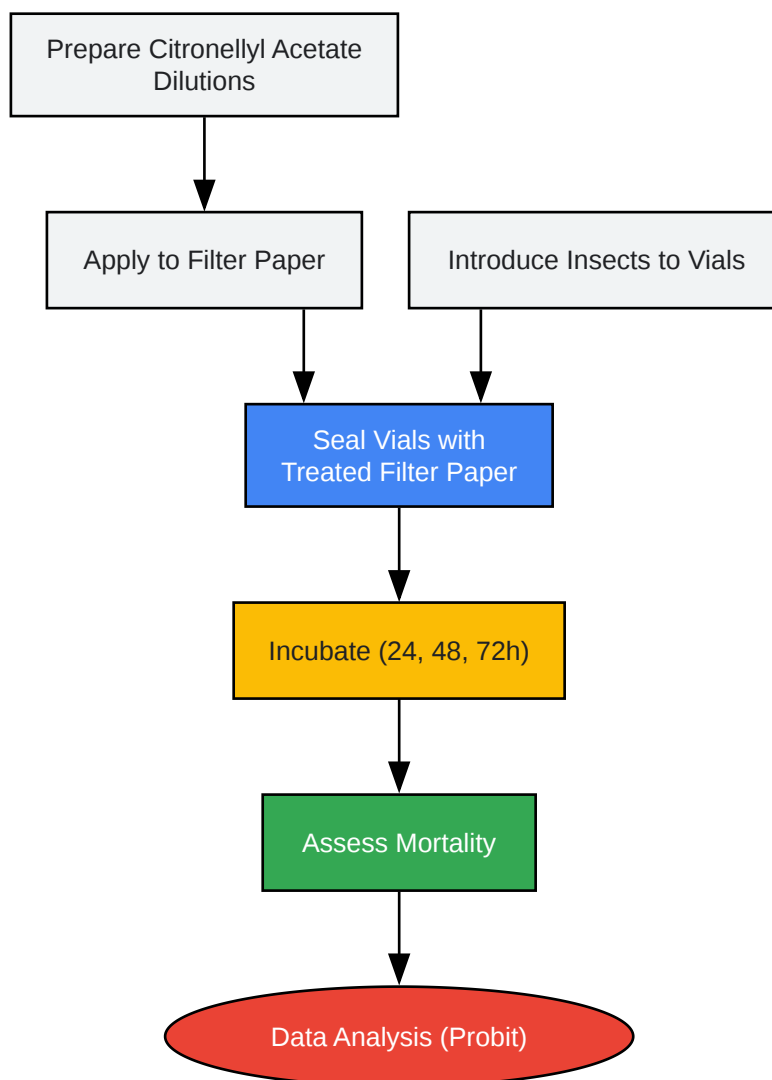 Prepare Citronellyl Acetate
Dilutions
Apply to Filter Paper
Introduce Insects to Vials
Seal Vials with
Treated Filter Paper
Incubate (24, 48, 72h)
Assess Mortality
Data Analysis (Probit)